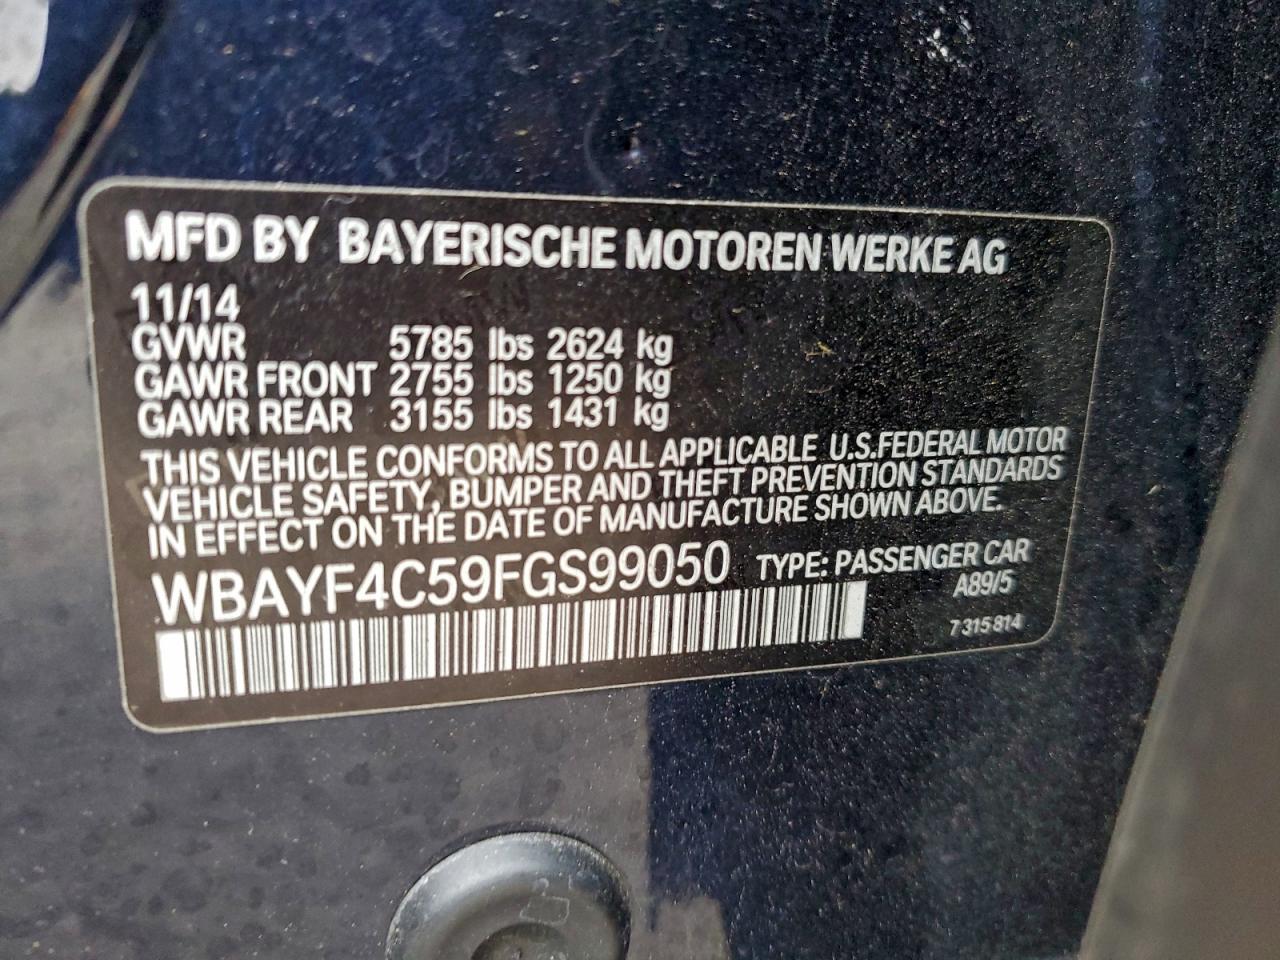 MFD BY BAYERISCHE MOTOREN WERKE AG
11/14
GVWR 5785 lbs 2624 kg
GAWR FRONT 2755 lbs 1250 kg
GAWR REAR 3155 lbs 1431 kg
THIS VEHICLE CONFORMS TO ALL APPLICABLE U.S.FEDERAL MOTOR
VEHICLE SAFETY, BUMPER AND THEFT PREVENTION STANDARDS
IN EFFECT ON THE DATE OF MANUFACTURE SHOWN ABOVE.
WBAYF4C59FGS99050 TYPE: PASSENGER CAR
A89/5
7 315 814